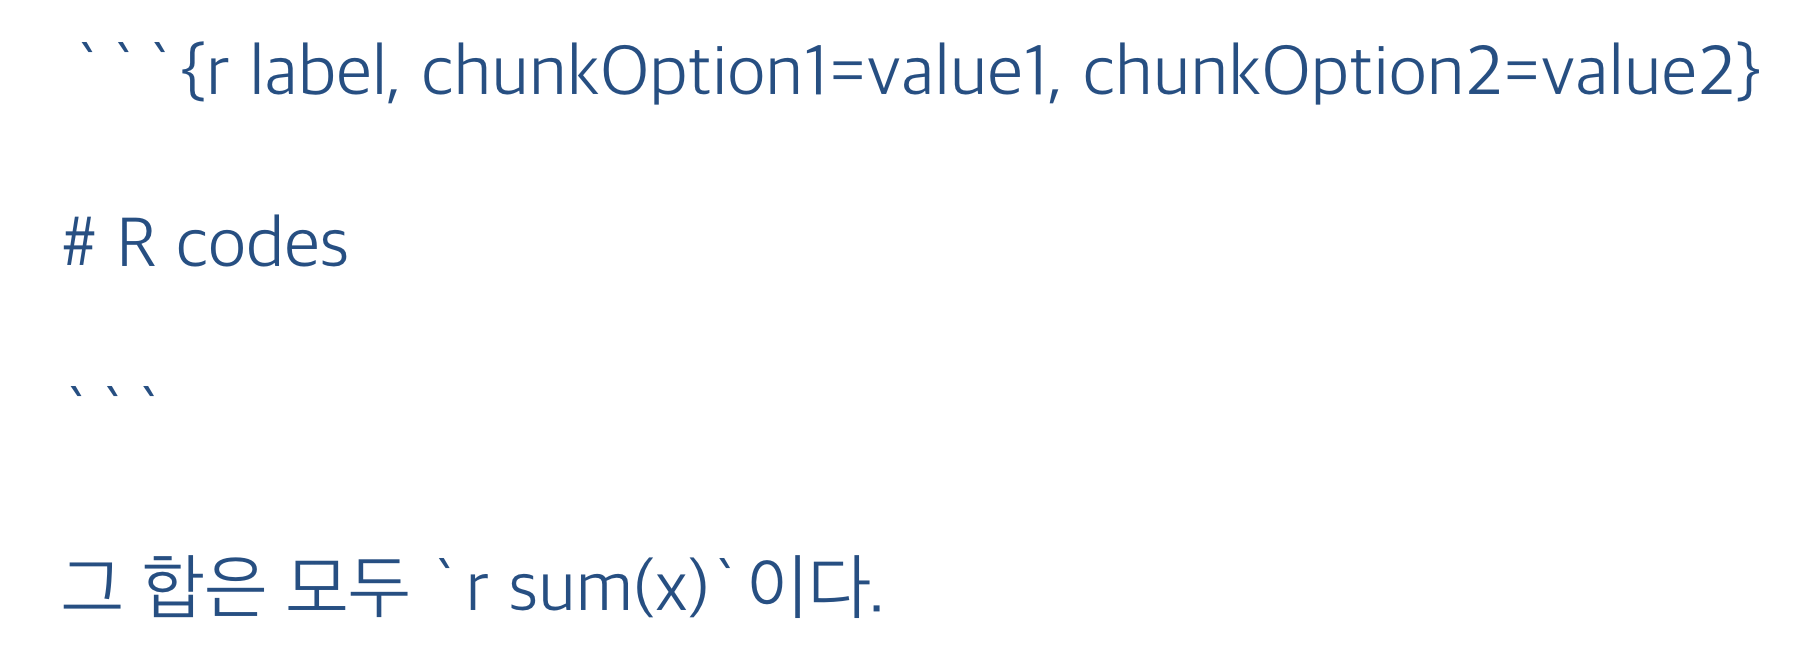 ```{r label, chunkOption1=value1, chunkOption2=value2}
# R codes
```
그 합은 모두 `r sum(x)`이다.